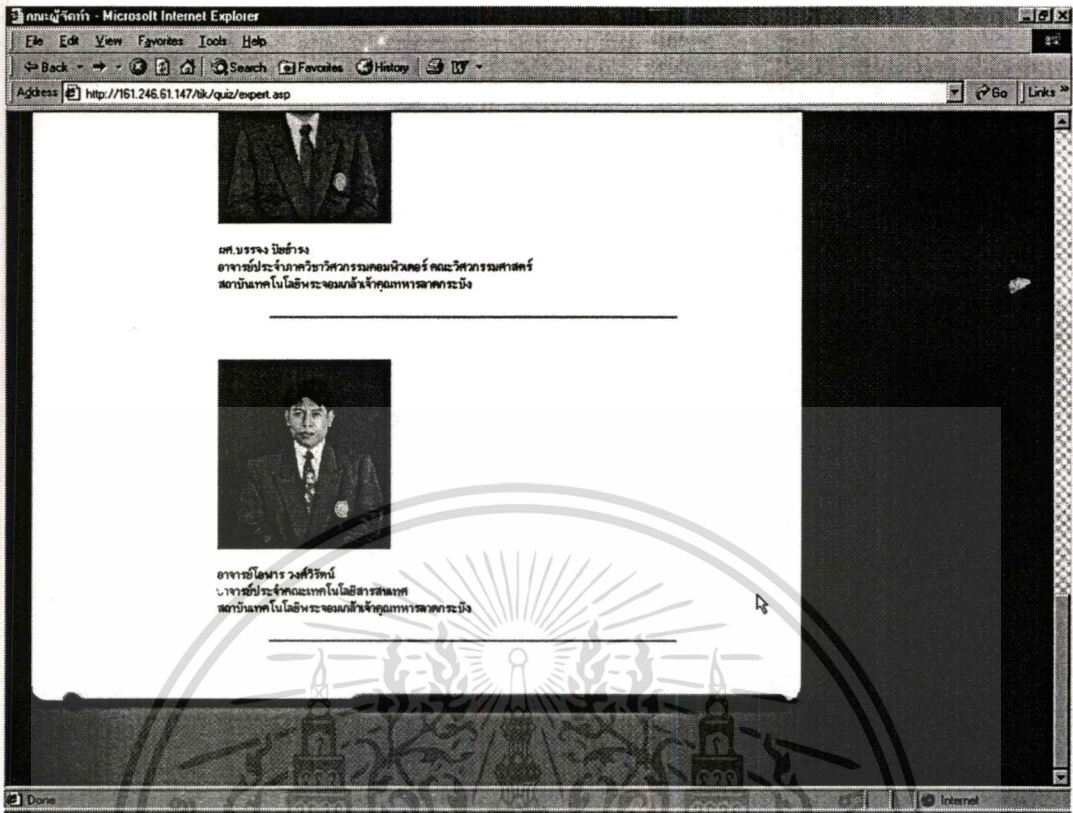 คณะผู้จัดทำ - Microsoft Internet Explorer
File Edit View Favorites Tools Help
Back Search Favorites History
Address http://161.246.61.147/tik/quiz/expert.asp Go Links »
ผศ.บรรจง ปิยธำรง
อาจารย์ประจำภาควิชาวิศวกรรมคอมพิวเตอร์ คณะวิศวกรรมศาสตร์
สถาบันเทคโนโลยีพระจอมเกล้าเจ้าคุณทหารลาดกระบัง
อาจารย์โอฬาร วงศ์วิรัตน์
อาจารย์ประจำคณะเทคโนโลยีสารสนเทศ
สถาบันเทคโนโลยีพระจอมเกล้าเจ้าคุณทหารลาดกระบัง
Done Internet